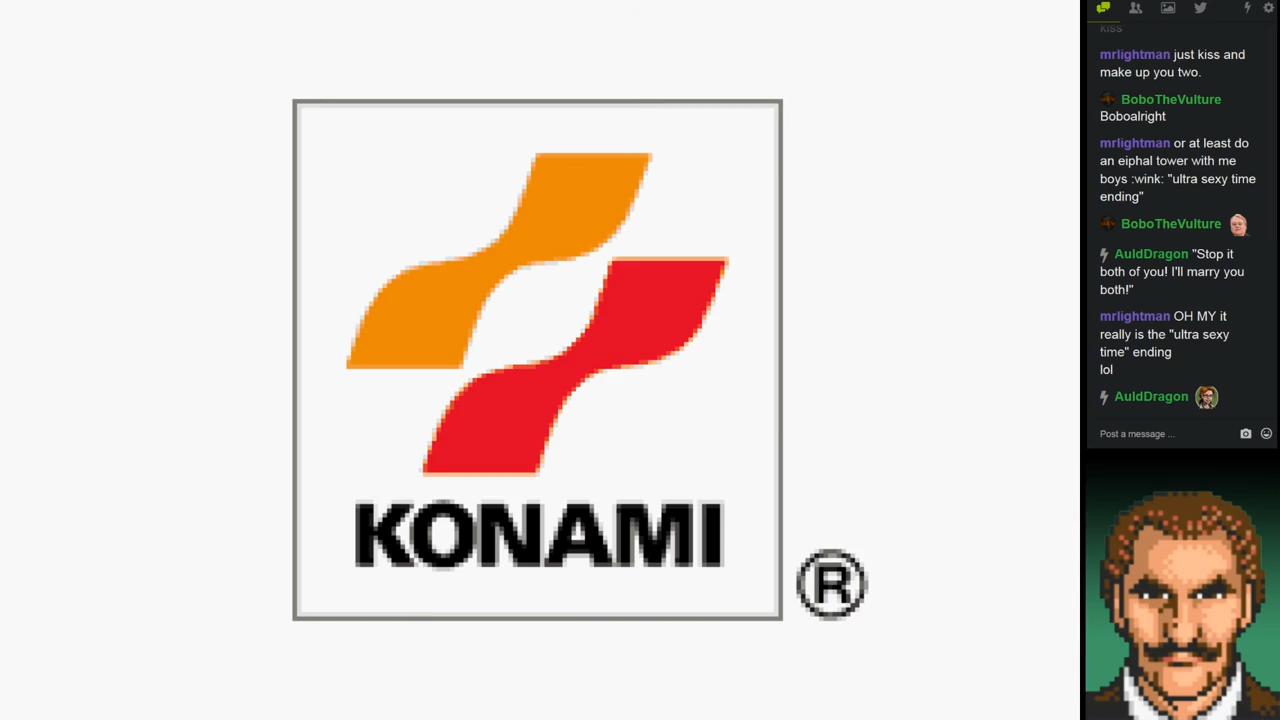 KONAMI
®
KISS
mrlightman just kiss and
make up you two.
BoboTheVulture
Boboalright
mrlightman or at least do
an eiphal tower with me
boys :wink: "ultra sexy time
ending"
BoboTheVulture
AuldDragon "Stop it
both of you! I'll marry you
both!"
mrlightman OH MY it
really is the "ultra sexy
time" ending
lol
AuldDragon
Post a message ...